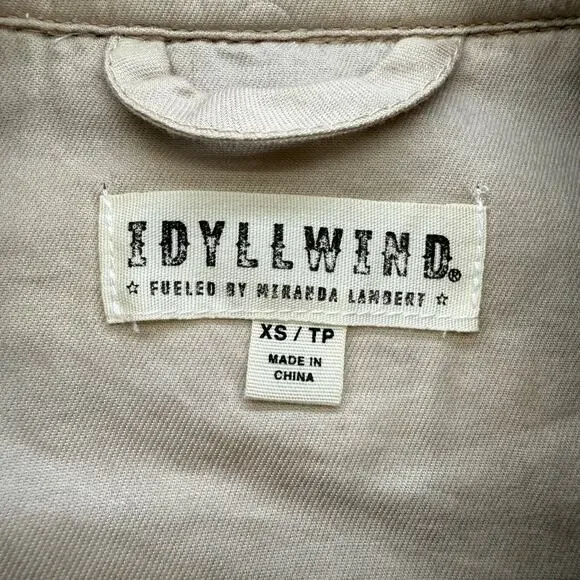 IDYLLWIND®
☆ FUELED BY MIRANDA LAMBERT ☆
XS / TP
MADE IN
CHINA